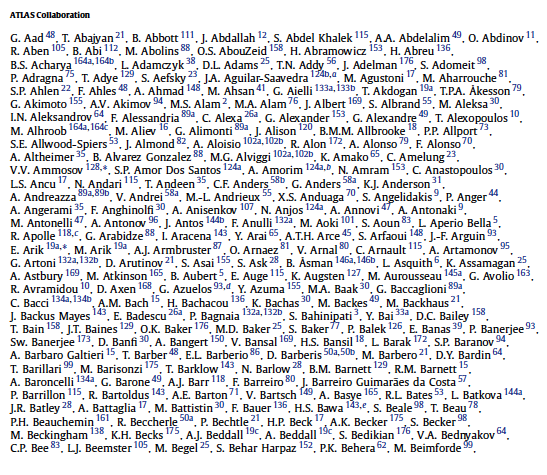 ATLAS Collaboration
G. Aad 48, T. Abajyan 21, B. Abbott 111, J. Abdallah 12, S. Abdel Khalek 115, A.A. Abdelalim 49, O. Abdinov 11,
R. Aben 105, B. Abi 112, M. Abolins 88, O.S. AbouZeid 158, H. Abramowicz 153, H. Abreu 136,
B.S. Acharya 164a,164b, L. Adamczyk 38, D.L. Adams 25, T.N. Addy 56, J. Adelman 176, S. Adomeit 98,
P. Adragna 75, T. Adye 129, S. Aefsky 23, J.A. Aguilar-Saavedra 124b,a, M. Agustoni 17, M. Aharrouche 81,
S.P. Ahlen 22, F. Ahles 48, A. Ahmad 148, M. Ahsan 41, G. Aielli 133a,133b, T. Akdogan 19a, T.P.A. Åkesson 79,
G. Akimoto 155, A.V. Akimov 94, M.S. Alam 2, M.A. Alam 76, J. Albert 169, S. Albrand 55, M. Aleksa 30,
I.N. Aleksandrov 64, F. Alessandria 89a, C. Alexa 26a, G. Alexander 153, G. Alexandre 49, T. Alexopoulos 10,
M. Alhroob 164a,164c, M. Aliev 16, G. Alimonti 89a, J. Alison 120, B.M.M. Allbrooke 18, P.P. Allport 73,
S.E. Allwood-Spiers 53, J. Almond 82, A. Aloisio 102a,102b, R. Alon 172, A. Alonso 79, F. Alonso 70,
A. Altheimer 35, B. Alvarez Gonzalez 88, M.G. Alviggi 102a,102b, K. Amako 65, C. Amelung 23,
V.V. Ammosov 128,*, S.P. Amor Dos Santos 124a, A. Amorim 124a,b, N. Amram 153, C. Anastopoulos 30,
L.S. Ancu 17, N. Andari 115, T. Andeen 35, C.F. Anders 58b, G. Anders 58a, K.J. Anderson 31,
A. Andreazza 89a,89b, V. Andrei 58a, M.-L. Andrieux 55, X.S. Anduaga 70, S. Angelidakis 9, P. Anger 44,
A. Angerami 35, F. Anghinolfi 30, A. Anisenkov 107, N. Anjos 124a, A. Annovi 47, A. Antonaki 9,
M. Antonelli 47, A. Antonov 96, J. Antos 144b, F. Anulli 132a, M. Aoki 101, S. Aoun 83, L. Aperio Bella 5,
R. Apolle 118,c, G. Arabidze 88, I. Aracena 143, Y. Arai 65, A.T.H. Arce 45, S. Arfaoui 148, J.-F. Arguin 93,
E. Arik 19a,*, M. Arik 19a, A.J. Armbruster 87, O. Arnaez 81, V. Arnal 80, C. Arnault 115, A. Artamonov 95,
G. Artoni 132a,132b, D. Arutinov 21, S. Asai 155, S. Ask 28, B. Åsman 146a,146b, L. Asquith 6, K. Assamagan 25,
A. Astbury 169, M. Atkinson 165, B. Aubert 5, E. Auge 115, K. Augsten 127, M. Aurousseau 145a, G. Avolio 163,
R. Avramidou 10, D. Axen 168, G. Azuelos 93,d, Y. Azuma 155, M.A. Baak 30, G. Baccaglioni 89a,
C. Bacci 134a,134b, A.M. Bach 15, H. Bachacou 136, K. Bachas 30, M. Backes 49, M. Backhaus 21,
J. Backus Mayes 143, E. Badescu 26a, P. Bagnaia 132a,132b, S. Bahinipati 3, Y. Bai 33a, D.C. Bailey 158,
T. Bain 158, J.T. Baines 129, O.K. Baker 176, M.D. Baker 25, S. Baker 77, P. Balek 126, E. Banas 39, P. Banerjee 93,
Sw. Banerjee 173, D. Banfi 30, A. Bangert 150, V. Bansal 169, H.S. Bansil 18, L. Barak 172, S.P. Baranov 94,
A. Barbaro Galtieri 15, T. Barber 48, E.L. Barberio 86, D. Barberis 50a,50b, M. Barbero 21, D.Y. Bardin 64,
T. Barillari 99, M. Barisonzi 175, T. Barklow 143, N. Barlow 28, B.M. Barnett 129, R.M. Barnett 15,
A. Baroncelli 134a, G. Barone 49, A.J. Barr 118, F. Barreiro 80, J. Barreiro Guimarães da Costa 57,
P. Barrillon 115, R. Bartoldus 143, A.E. Barton 71, V. Bartsch 149, A. Basye 165, R.L. Bates 53, L. Batkova 144a,
J.R. Batley 28, A. Battaglia 17, M. Battistin 30, F. Bauer 136, H.S. Bawa 143,e, S. Beale 98, T. Beau 78,
P.H. Beauchemin 161, R. Beccherle 50a, P. Bechtle 21, H.P. Beck 17, A.K. Becker 175, S. Becker 98,
M. Beckingham 138, K.H. Becks 175, A.J. Beddall 19c, A. Beddall 19c, S. Bedikian 176, V.A. Bednyakov 64,
C.P. Bee 83, L.J. Beemster 105, M. Begel 25, S. Behar Harpaz 152, P.K. Behera 62, M. Beimforde 99,